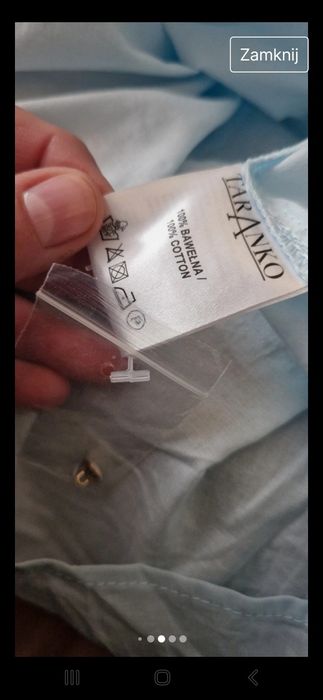 Zamknij
TARANKO
100% BAWEŁNA /
100% COTTON
P